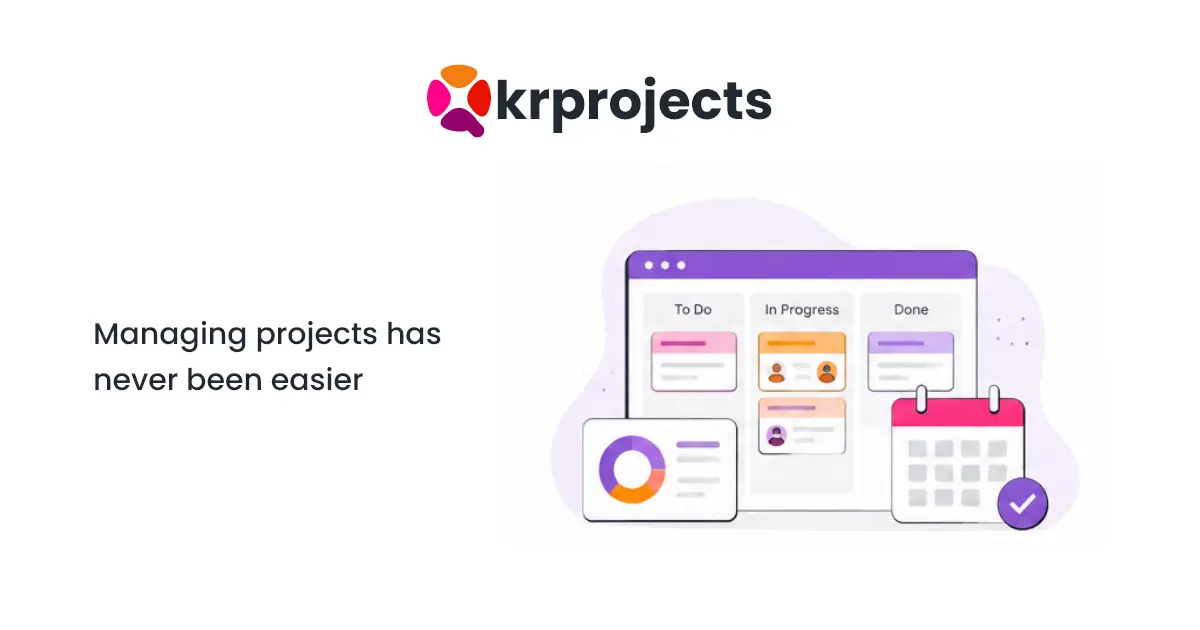 krprojects
Managing projects has
never been easier
To Do
In Progress
Done